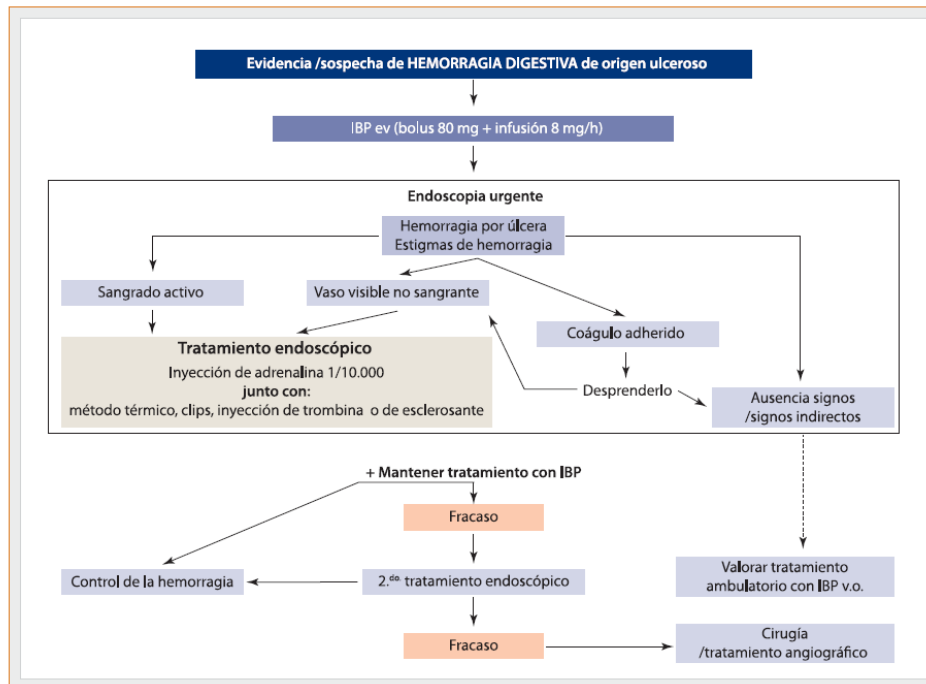 Evidencia /sospecha de HEMORRAGIA DIGESTIVA de origen ulceroso
IBP ev (bolus 80 mg + infusión 8 mg/h)
Endoscopia urgente
Hemorragia por úlcera
Estigmas de hemorragia
Sangrado activo
Vaso visible no sangrante
Coágulo adherido
Tratamiento endoscópico
Inyección de adrenalina 1/10.000
junto con:
método térmico, clips, inyección de trombina o de esclerosante
Desprenderlo
Ausencia signos
/signos indirectos
+ Mantener tratamiento con IBP
Fracaso
Control de la hemorragia
2.do. tratamiento endoscópico
Valorar tratamiento
ambulatorio con IBP v.o.
Fracaso
Cirugía
/tratamiento angiográfico